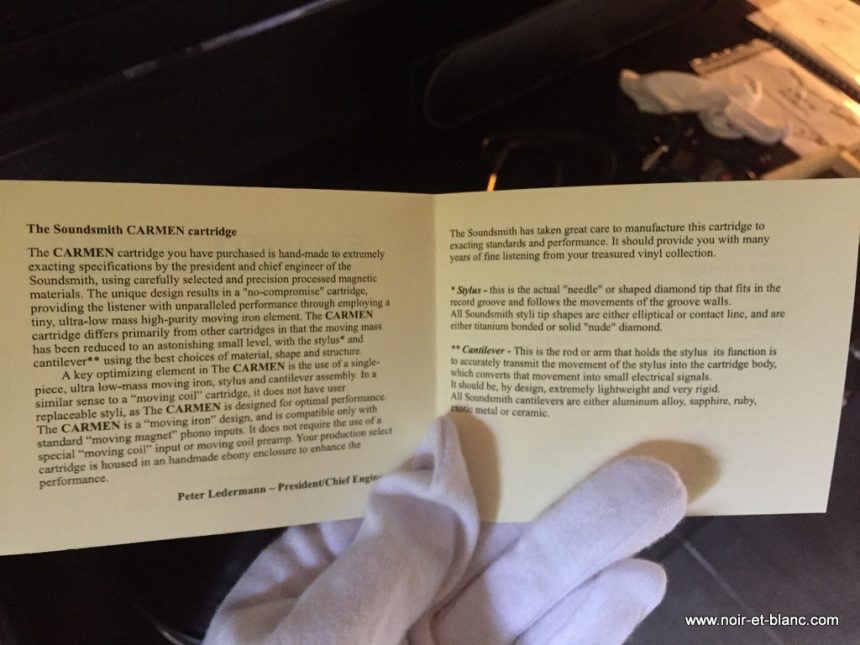 The Soundsmith CARMEN cartridge
The CARMEN cartridge you have purchased is hand-made to extremely
exacting specifications by the president and chief engineer of the
Soundsmith, using carefully selected and precision processed magnetic
materials. The unique design results in a "no-compromise" cartridge,
providing the listener with unparalleled performance through employing a
tiny, ultra-low mass high-purity moving iron element. The CARMEN
cartridge differs primarily from other cartridges in that the moving mass
has been reduced to an astonishing small level, with the stylus* and
cantilever** using the best choices of material, shape and structure.
A key optimizing element in The CARMEN is the use of a single-
piece, ultra low-mass moving iron, stylus and cantilever assembly. In a
similar sense to a "moving coil" cartridge, it does not have user
replaceable styli, as The CARMEN is designed for optimal performance.
The CARMEN is a "moving iron" design, and is compatible only with
standard "moving magnet" phono inputs. It does not require the use of a
special "moving coil" input or moving coil preamp. Your production select
cartridge is housed in an handmade ebony enclosure to enhance the
performance.
Peter Ledermann ~ President/Chief Engine
The Soundsmith has taken great care to manufacture this cartridge to
exacting standards and performance. It should provide you with many
years of fine listening from your treasured vinyl collection.
* Stylus - this is the actual "needle" or shaped diamond tip that fits in the
record groove and follows the movements of the groove walls.
All Soundsmith styli tip shapes are either elliptical or contact line, and are
either titanium bonded or solid "nude" diamond.
** Cantilever - This is the rod or arm that holds the stylus its function is
to accurately transmit the movement of the stylus into the cartridge body,
which converts that movement into small electrical signals.
It should be, by design, extremely lightweight and very rigid.
All Soundsmith cantilevers are either aluminum alloy, sapphire, ruby,
exotic metal or ceramic.
www.noir-et-blanc.com